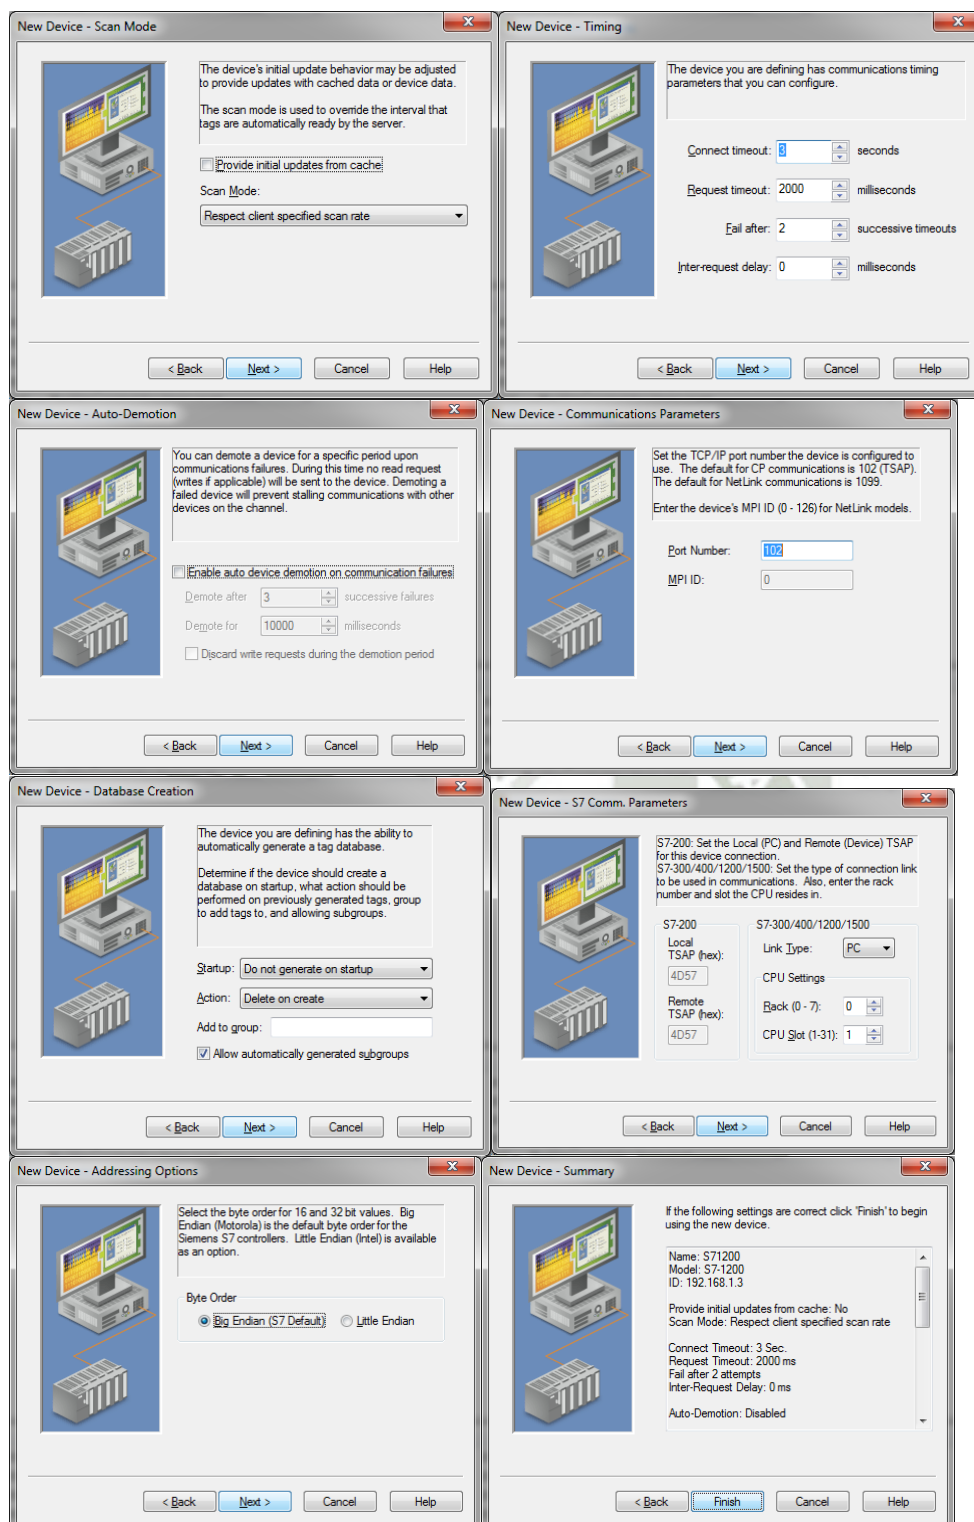 New Device - Scan Mode
The device's initial update behavior may be adjusted
to provide updates with cached data or device data.
The scan mode is used to override the interval that
tags are automatically ready by the server.
Provide initial updates from cache
Scan Mode:
Respect client specified scan rate
< Back Next > Cancel Help
New Device - Timing
The device you are defining has communications timing
parameters that you can configure.
Connect timeout: 3 seconds
Request timeout: 2000 milliseconds
Fail after: 2 successive timeouts
Inter-request delay: 0 milliseconds
< Back Next > Cancel Help
New Device - Auto-Demotion
You can demote a device for a specific period upon
communications failures. During this time no read request
(writes if applicable) will be sent to the device. Demoting a
failed device will prevent stalling communications with other
devices on the channel.
Enable auto device demotion on communication failures
Demote after 3 successive failures
Demote for 10000 milliseconds
Discard write requests during the demotion period
< Back Next > Cancel Help
New Device - Communications Parameters
Set the TCP/IP port number the device is configured to
use. The default for CP communications is 102 (TSAP).
The default for NetLink communications is 1099.
Enter the device's MPI ID (0 - 126) for NetLink models.
Port Number: 102
MPI ID: 0
< Back Next > Cancel Help
New Device - Database Creation
The device you are defining has the ability to
automatically generate a tag database.
Determine if the device should create a
database on startup, what action should be
performed on previously generated tags, group
to add tags to, and allowing subgroups.
Startup: Do not generate on startup
Action: Delete on create
Add to group:
Allow automatically generated subgroups
< Back Next > Cancel Help
New Device - S7 Comm. Parameters
S7-200: Set the Local (PC) and Remote (Device) TSAP
for this device connection.
S7-300/400/1200/1500: Set the type of connection link
to be used in communications. Also, enter the rack
number and slot the CPU resides in.
S7-200
Local
TSAP (hex):
4D57
Remote
TSAP (hex):
4D57
S7-300/400/1200/1500
Link Type: PC
CPU Settings
Rack (0 - 7): 0
CPU Slot (1-31): 1
< Back Next > Cancel Help
New Device - Addressing Options
Select the byte order for 16 and 32 bit values. Big
Endian (Motorola) is the default byte order for the
Siemens S7 controllers. Little Endian (Intel) is available
as an option.
Byte Order
Big Endian (S7 Default) Little Endian
< Back Next > Cancel Help
New Device - Summary
If the following settings are correct click 'Finish' to begin
using the new device.
Name: S71200
Model: S7-1200
ID: 192.168.1.3
Provide initial updates from cache: No
Scan Mode: Respect client specified scan rate
Connect Timeout: 3 Sec.
Request Timeout: 2000 ms
Fail after 2 attempts
Inter-Request Delay: 0 ms
Auto-Demotion: Disabled
< Back Finish Cancel Help